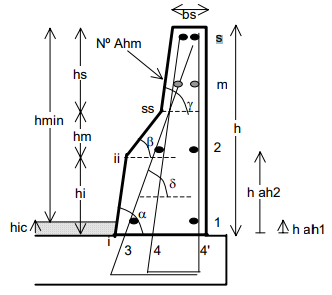 bs
s
Nº Ahm
hs
m
ss
γ
hmin
h
hm
β
2
ii
h ah2
δ
hi
α
hic
1
h ah1
i
3
4
4'